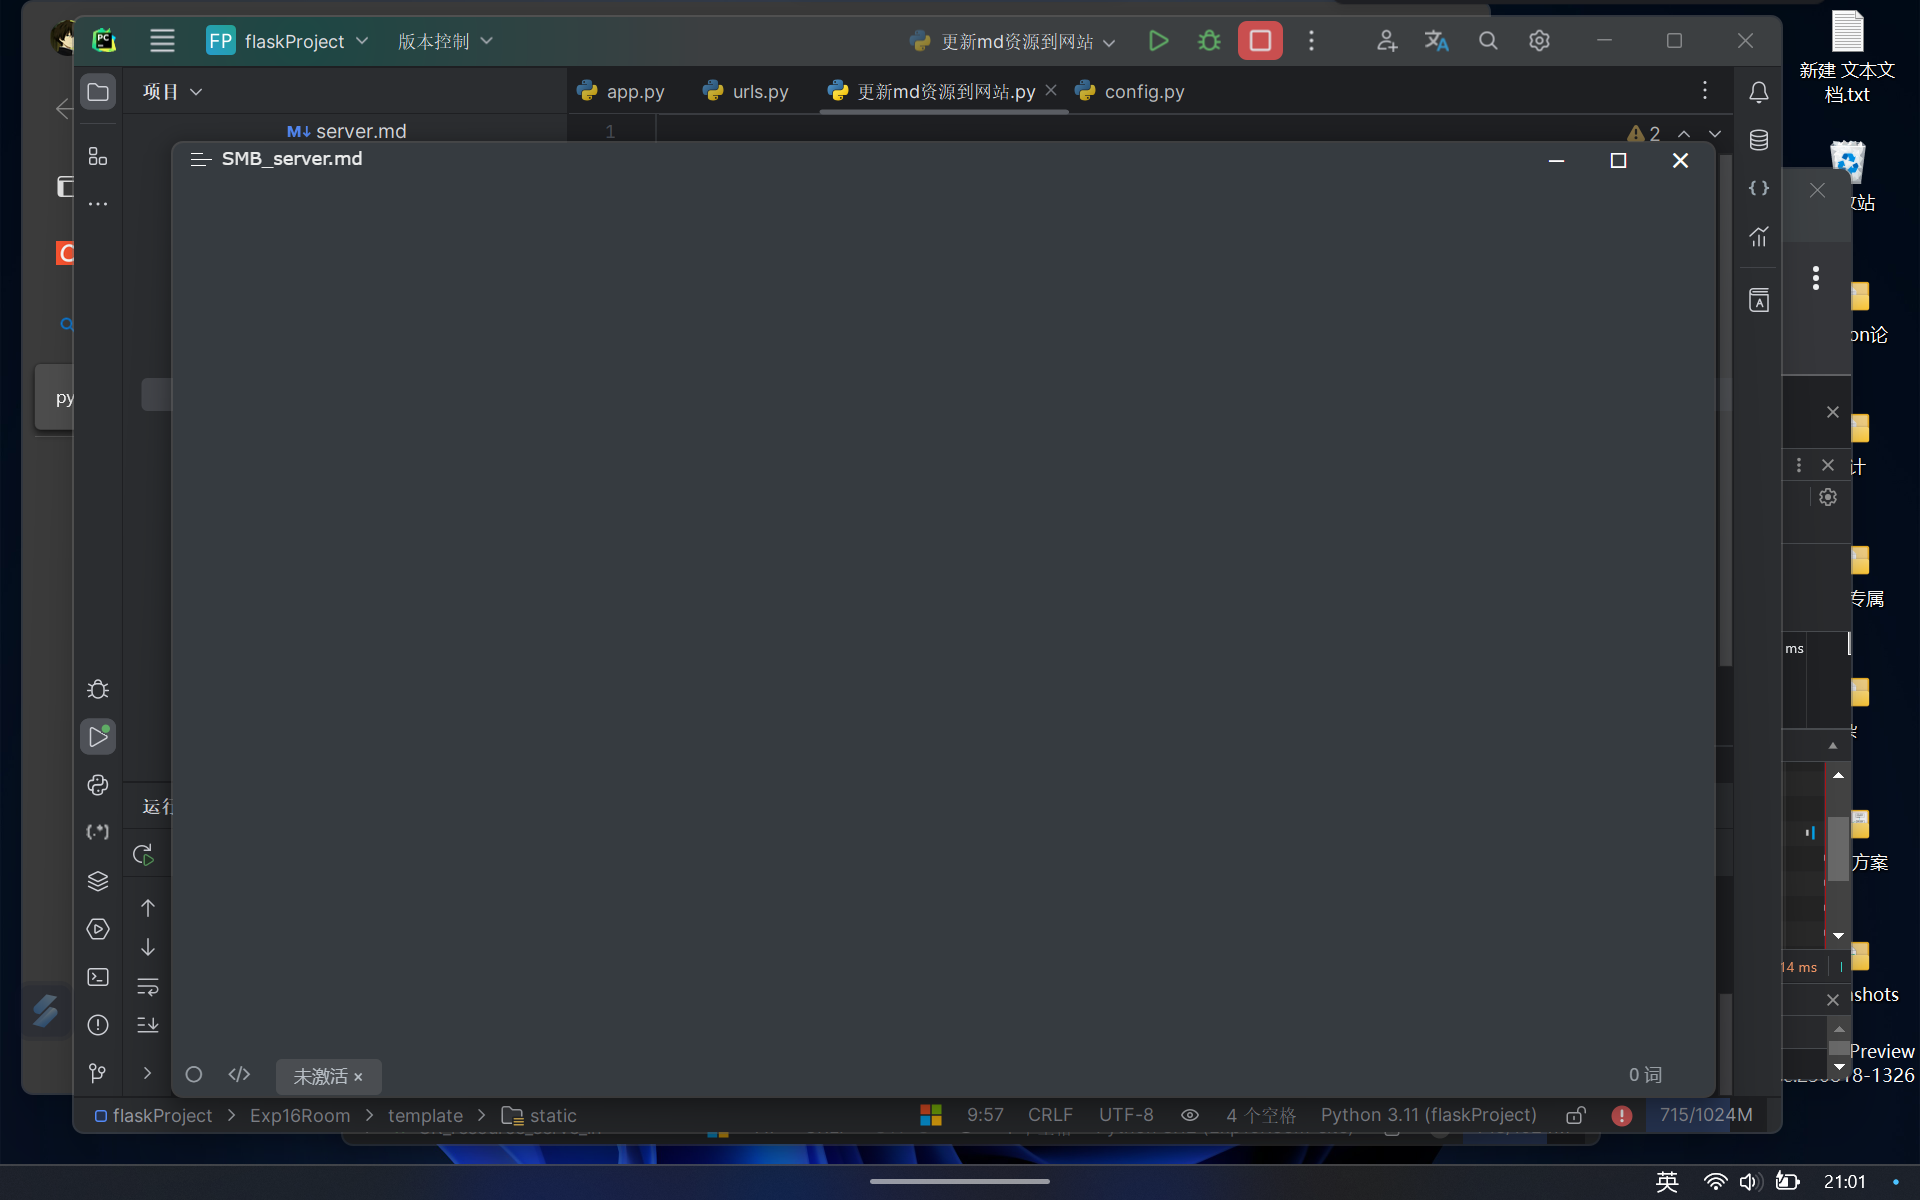 FP flaskProject
版本控制
更新md资源到网站
项目
app.py
urls.py
更新md资源到网站.py
config.py
M↓ server.md
1
2
SMB_server.md
新建 文本文
档.txt
on论
计
专属
ms
方案
14 ms
shots
Preview
py
运行
</>
未激活 ×
0 词
flaskProject > Exp16Room > template > static
9:57
CRLF
UTF-8
4 个空格
Python 3.11 (flaskProject)
715/1024M
英
21:01